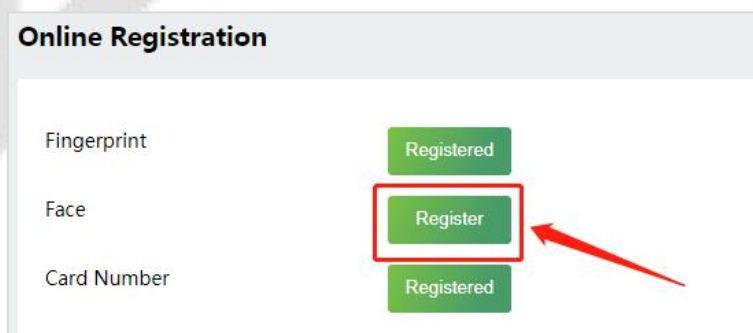 Online Registration
Fingerprint Registered
Face Register
Card Number Registered